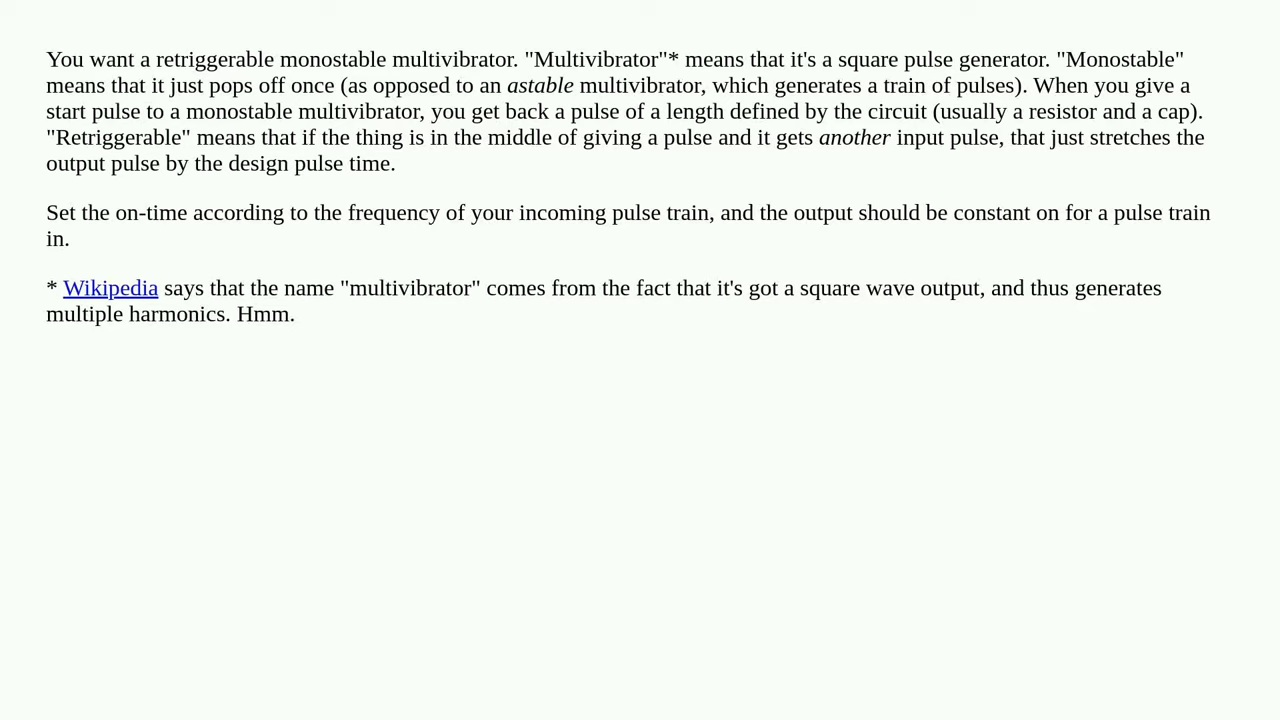 You want a retriggerable monostable multivibrator. "Multivibrator"* means that it's a square pulse generator. "Monostable"
means that it just pops off once (as opposed to an astable multivibrator, which generates a train of pulses). When you give a
start pulse to a monostable multivibrator, you get back a pulse of a length defined by the circuit (usually a resistor and a cap).
"Retriggerable" means that if the thing is in the middle of giving a pulse and it gets another input pulse, that just stretches the
output pulse by the design pulse time.
Set the on-time according to the frequency of your incoming pulse train, and the output should be constant on for a pulse train
in.
* Wikipedia says that the name "multivibrator" comes from the fact that it's got a square wave output, and thus generates
multiple harmonics. Hmm.